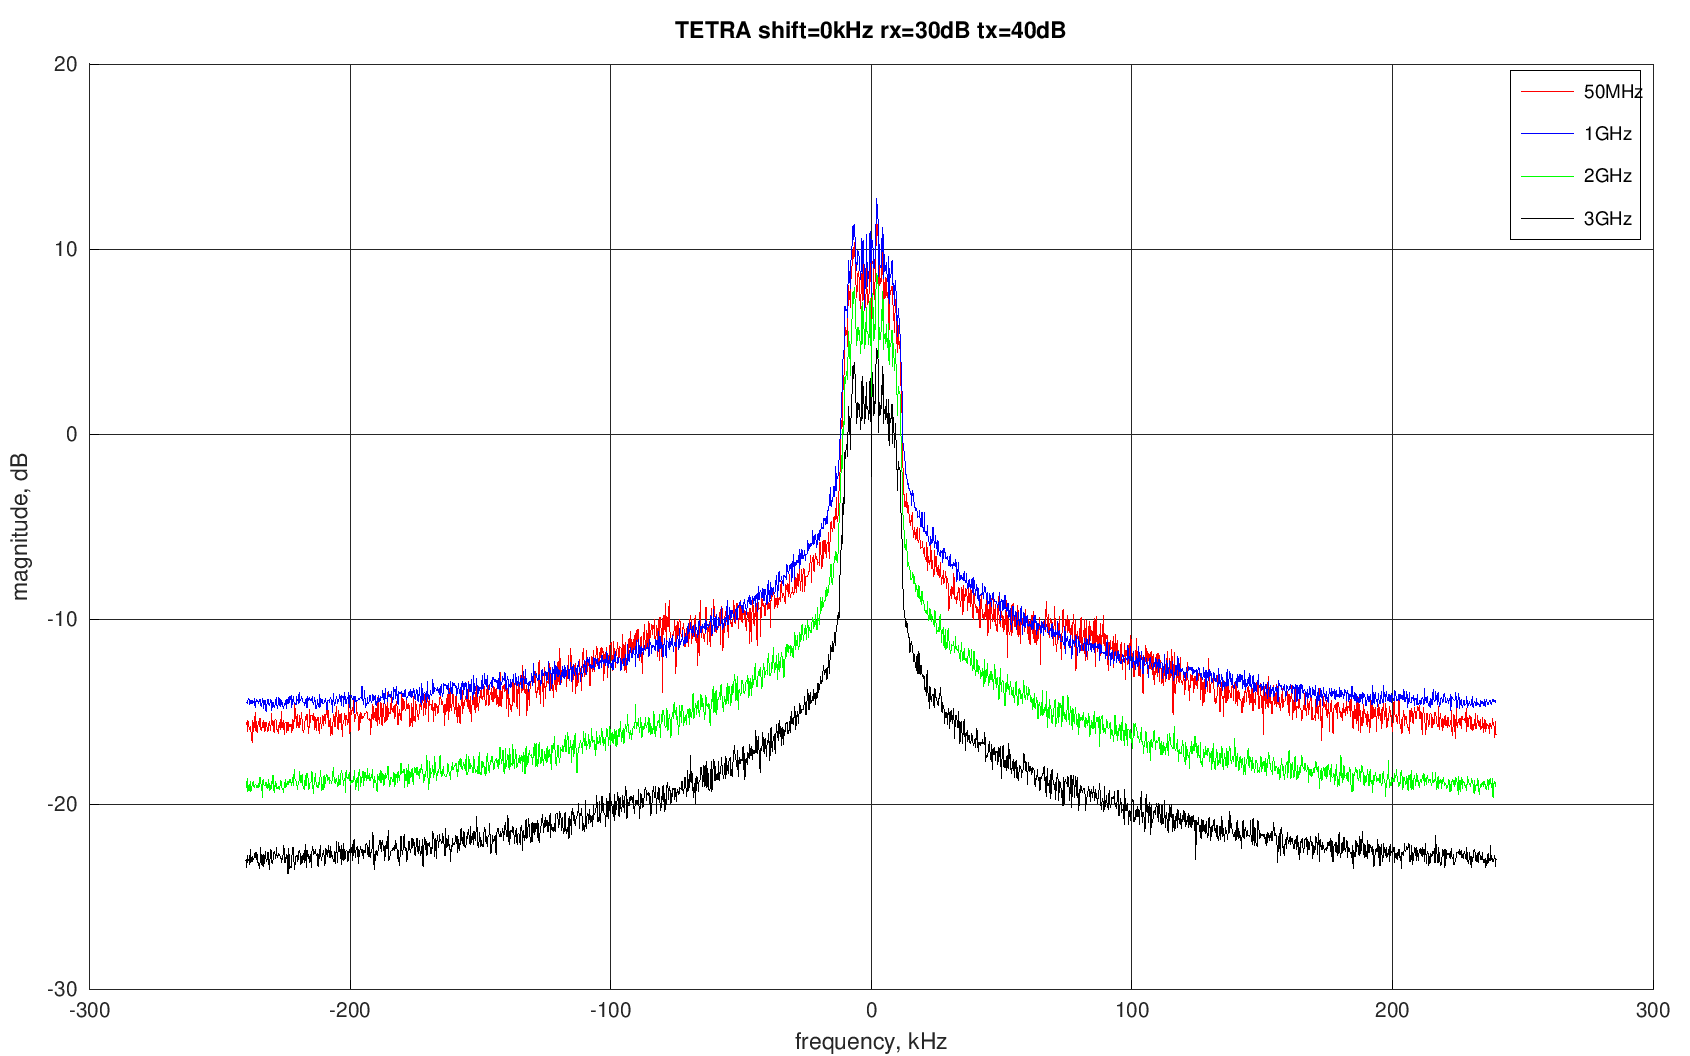 TETRA shift=0kHz rx=30dB tx=40dB
20
10
0
-10
-20
-30
magnitude, dB
-300
-200
-100
0
100
200
300
frequency, kHz
50MHz
1GHz
2GHz
3GHz